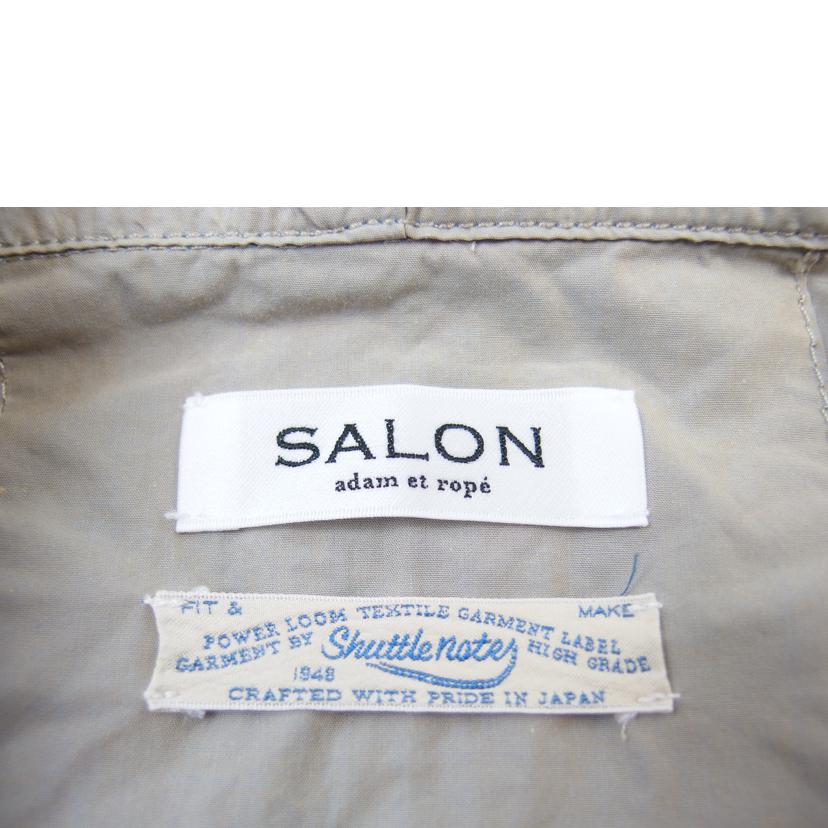 SALON
adam et ropé
FIT & MAKE
POWER LOOM TEXTILE GARMENT LABEL
GARMENT BY Shuttlenotes HIGH GRADE
1948
CRAFTED WITH PRIDE IN JAPAN